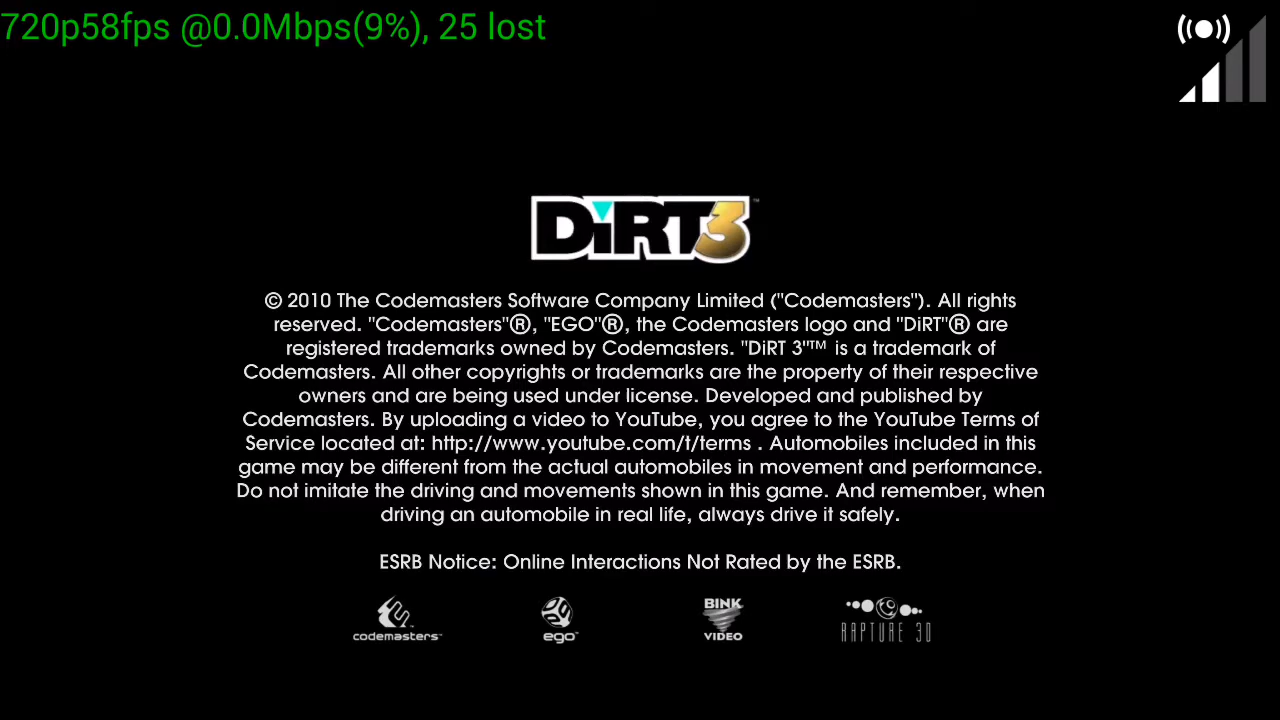 720p58fps @0.0Mbps(9%), 25 lost
DiRT3™
© 2010 The Codemasters Software Company Limited ("Codemasters"). All rights
reserved. "Codemasters"®, "EGO"®, the Codemasters logo and "DiRT"® are
registered trademarks owned by Codemasters. "DiRT 3"™ is a trademark of
Codemasters. All other copyrights or trademarks are the property of their respective
owners and are being used under license. Developed and published by
Codemasters. By uploading a video to YouTube, you agree to the YouTube Terms of
Service located at: http://www.youtube.com/t/terms . Automobiles included in this
game may be different from the actual automobiles in movement and performance.
Do not imitate the driving and movements shown in this game. And remember, when
driving an automobile in real life, always drive it safely.
ESRB Notice: Online Interactions Not Rated by the ESRB.
codemasters™
ego™
BINK
VIDEO
RAPTURE 3D